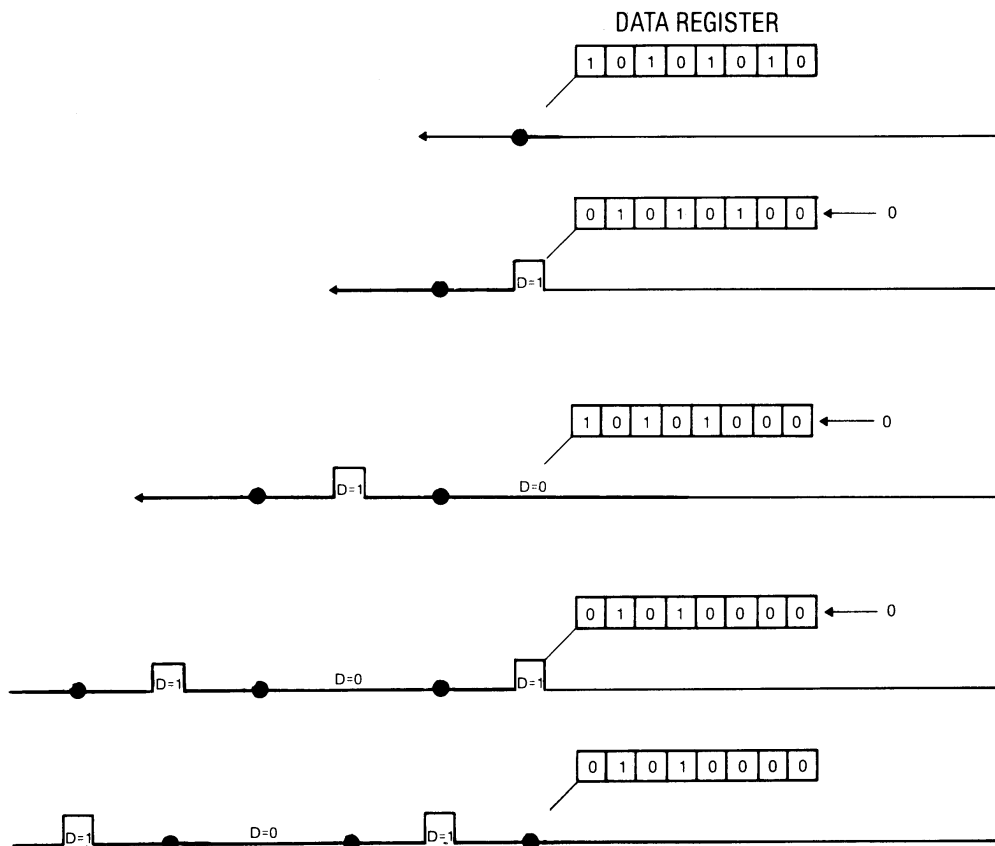 DATA REGISTER
1 0 1 0 1 0 1 0
0 1 0 1 0 1 0 0 0
D=1
1 0 1 0 1 0 0 0 0
D=1 D=0
0 1 0 1 0 0 0 0 0
D=1 D=0 D=1
0 1 0 1 0 0 0 0
D=1 D=0 D=1